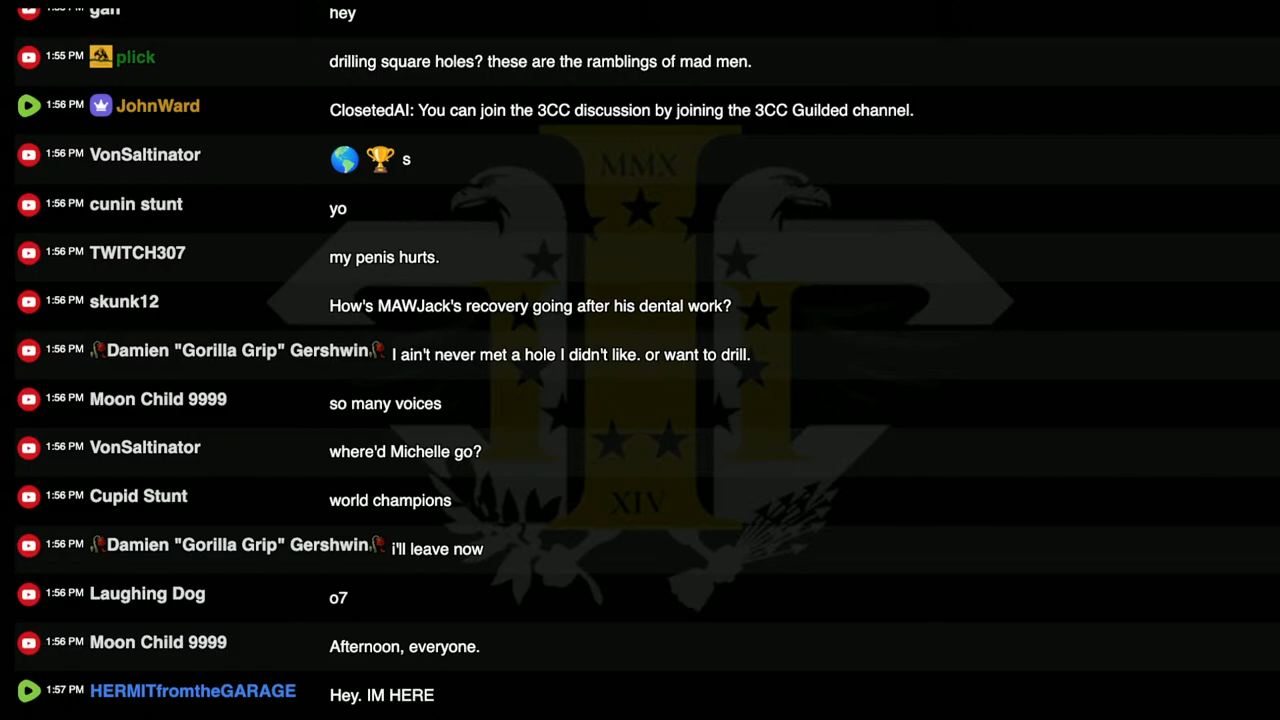 gan hey
1:55 PM plick drilling square holes? these are the ramblings of mad men.
1:56 PM JohnWard ClosetedAI: You can join the 3CC discussion by joining the 3CC Guilded channel.
1:56 PM VonSaltinator 🌎 🏆 s
1:56 PM cunin stunt yo
1:56 PM TWITCH307 my penis hurts.
1:56 PM skunk12 How's MAWJack's recovery going after his dental work?
1:56 PM 🥀Damien "Gorilla Grip" Gershwin🥀 I ain't never met a hole I didn't like. or want to drill.
1:56 PM Moon Child 9999 so many voices
1:56 PM VonSaltinator where'd Michelle go?
1:56 PM Cupid Stunt world champions
1:56 PM 🥀Damien "Gorilla Grip" Gershwin🥀 i'll leave now
1:56 PM Laughing Dog o7
1:56 PM Moon Child 9999 Afternoon, everyone.
1:57 PM HERMITfromtheGARAGE Hey. IM HERE
MMX
XIV